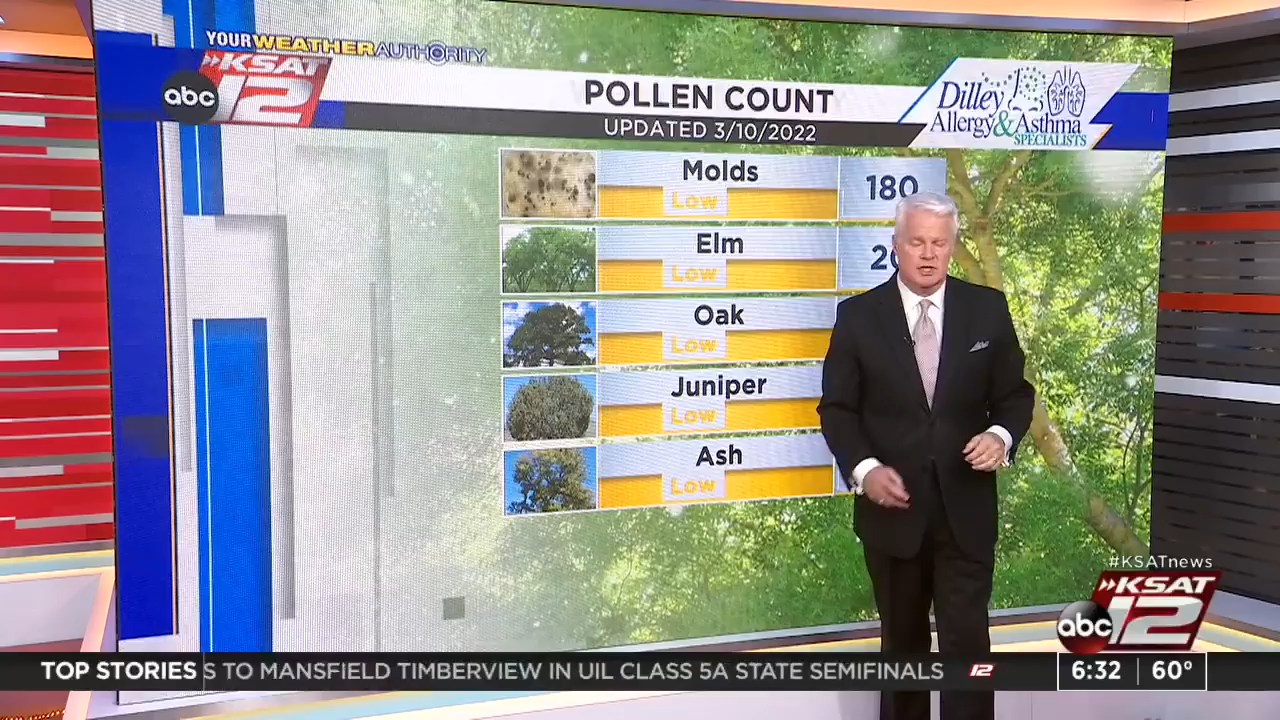 YOUR WEATHER AUTHORITY
KSAT
abc 12
POLLEN COUNT
UPDATED 3/10/2022
Dilley
Allergy & Asthma
SPECIALISTS
Molds
180
Low
Elm
Low
Oak
Low
Juniper
Low
Ash
Low
#KSATnews
KSAT
abc 12
TOP STORIES S TO MANSFIELD TIMBERVIEW IN UIL CLASS 5A STATE SEMIFINALS 12
6:32 60°